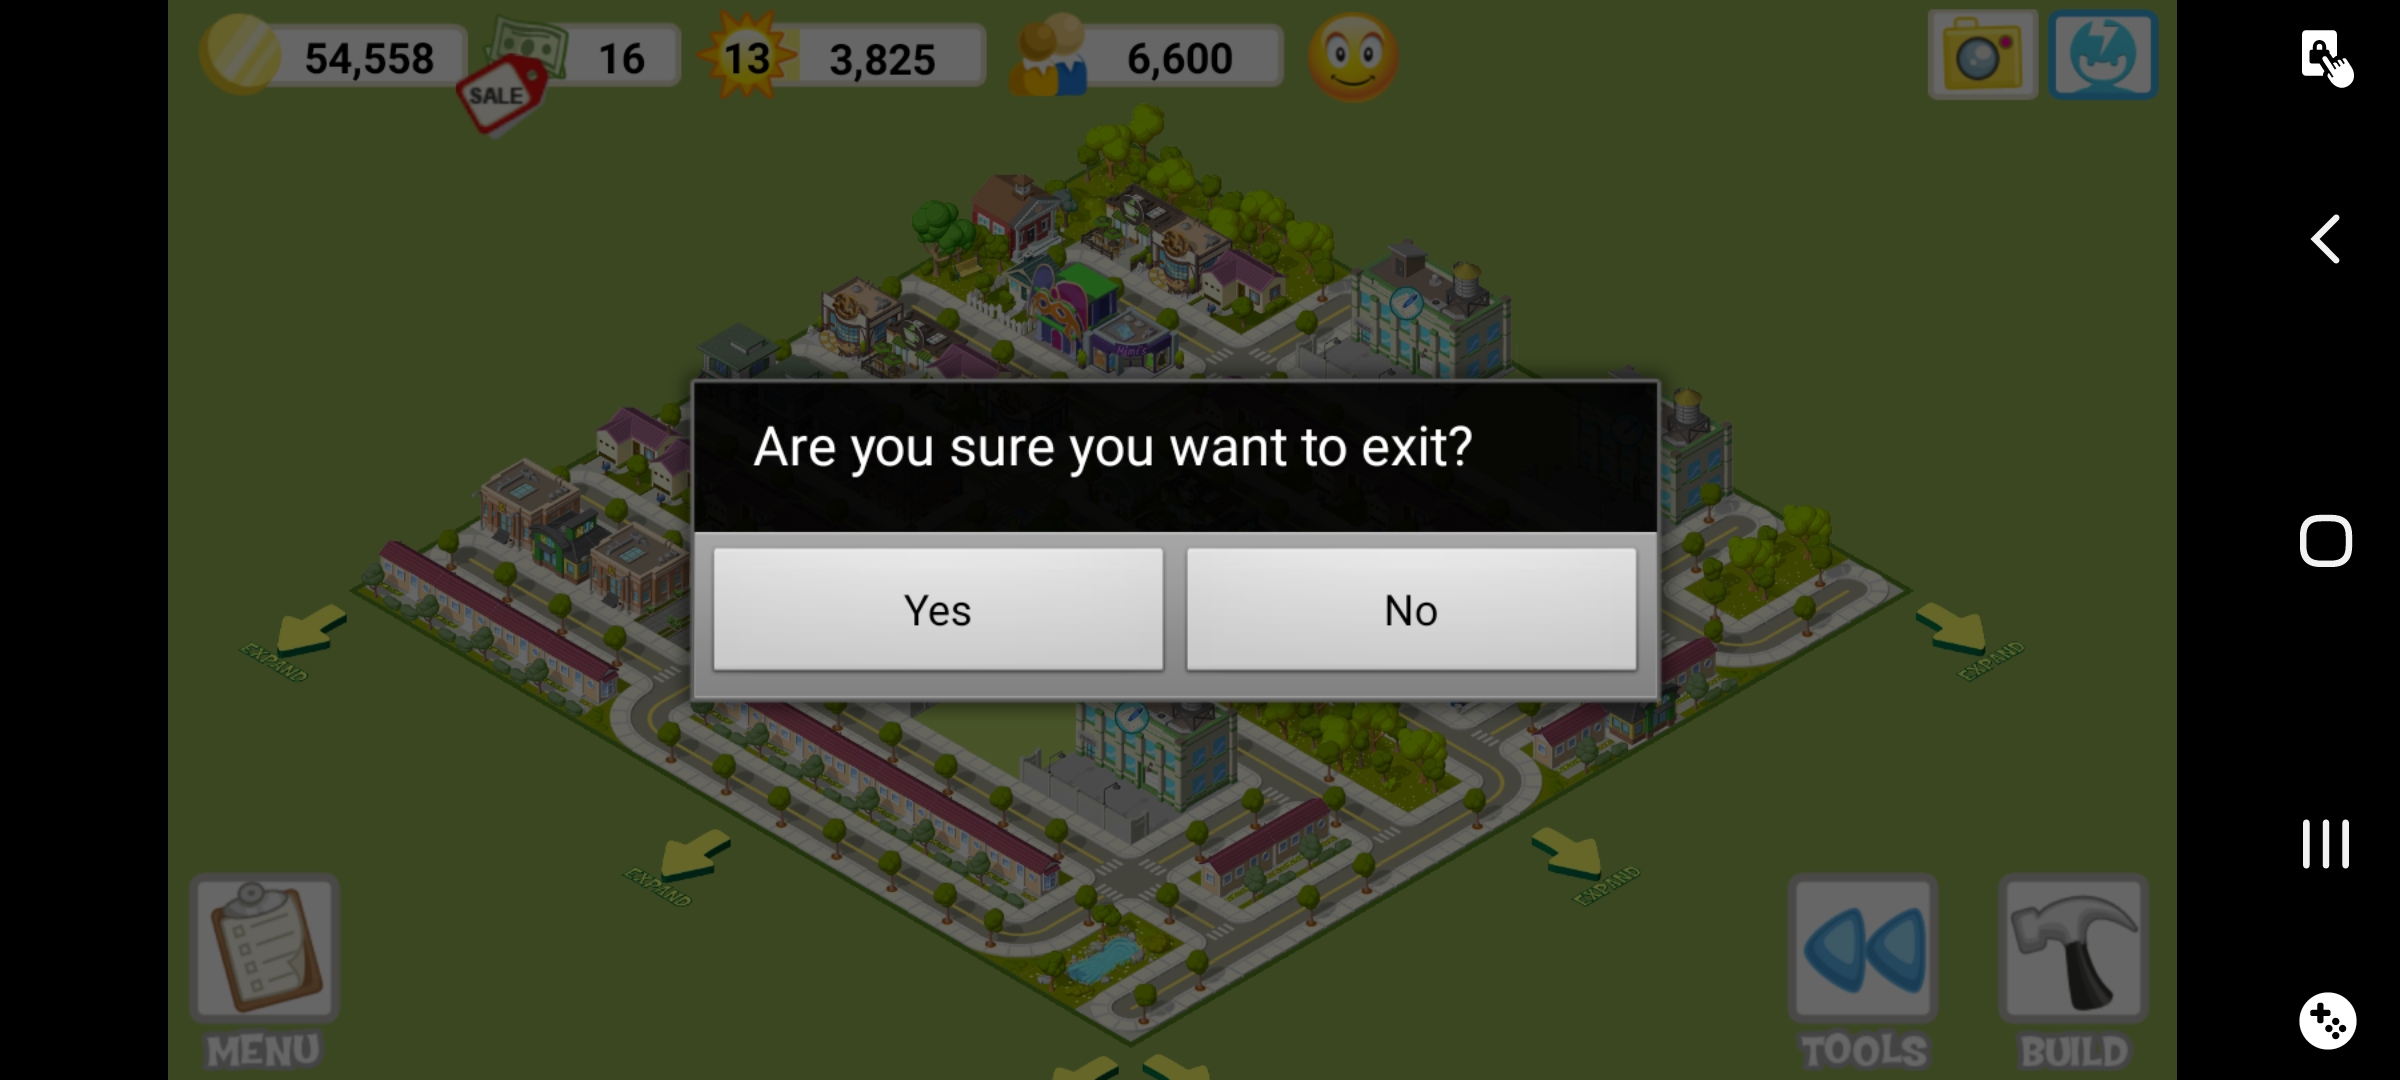 54,558
16
13
3,825
6,600
SALE
Mimi's
Are you sure you want to exit?
Yes
No
EXPAND
EXPAND
EXPAND
EXPAND
MENU
TOOLS
BUILD